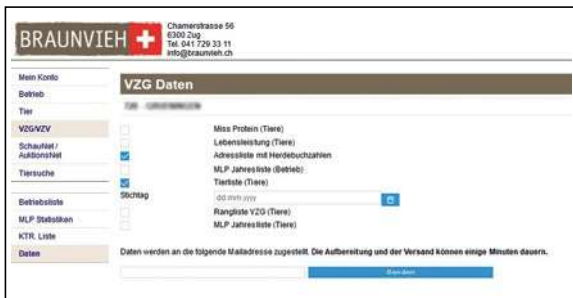 BRAUNVIEH
Chamerstrasse 56
6300 Zug
Tel. 041 729 33 11
info@braunvieh.ch
Mein Konto
Betrieb
Tier
VZG/VZV
SchauNet /
AuktionsNet
Tiersuche
Betriebsliste
MLP Statistiken
KTR. Liste
Daten
VZG Daten
Miss Protein (Tiere)
Lebensleistung (Tiere)
Adressliste mit Herdebuchzahlen
MLP Jahresliste (Betrieb)
Tierliste (Tiere)
Stichtag
dd.mm.yyyy
Rangliste VZG (Tiere)
MLP Jahresliste (Tiere)
Daten werden an die folgende Mailadresse zugestellt. Die Aufbereitung und der Versand können einige Minuten dauern.
Senden